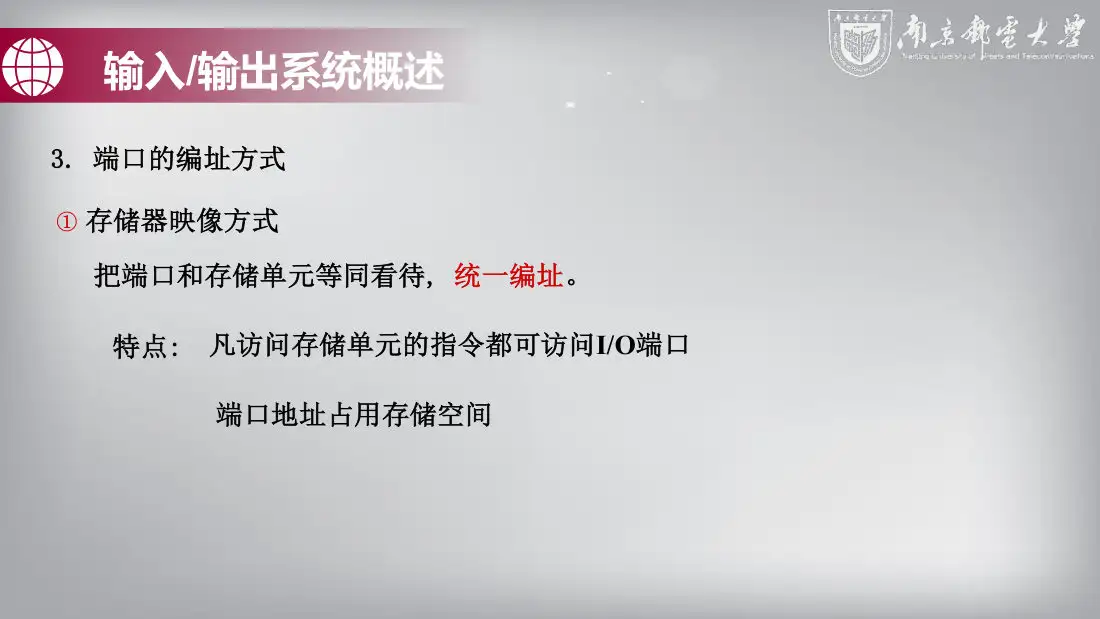 输入/输出系统概述
南京邮电大学
3. 端口的编址方式
① 存储器映像方式
把端口和存储单元等同看待, 统一编址。
特点: 凡访问存储单元的指令都可访问I/O端口
端口地址占用存储空间